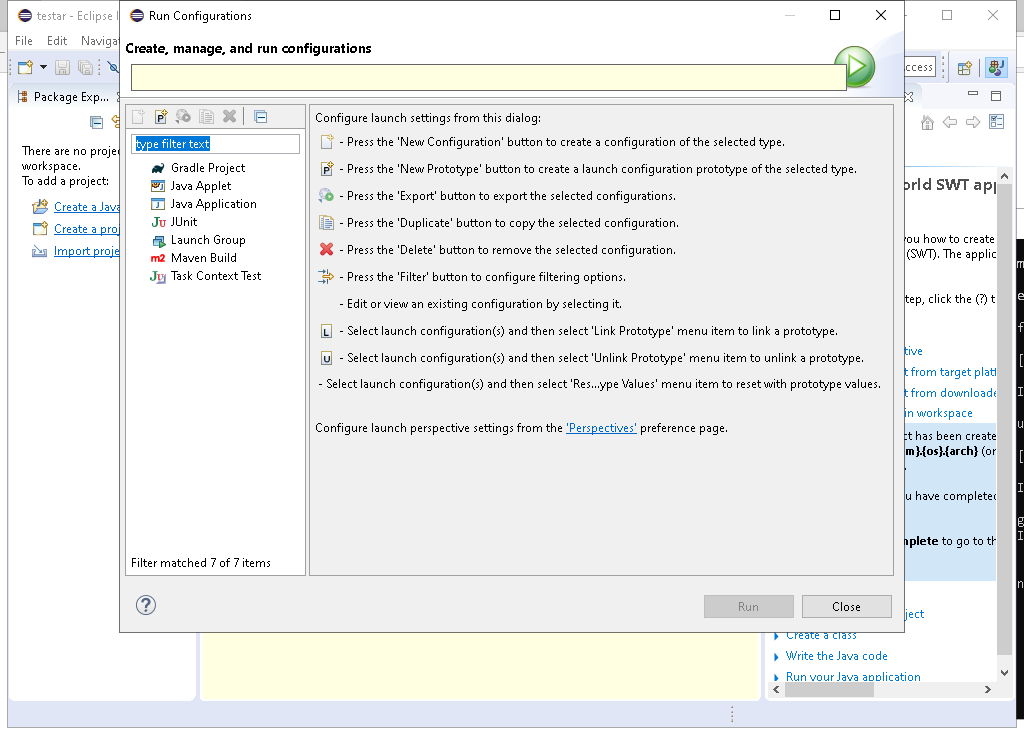 testar - Eclipse I
Run Configurations
File Edit Navigat
Create, manage, and run configurations
ccess
Package Exp...
type filter text
Gradle Project
Java Applet
Java Application
Ju JUnit
Launch Group
m2 Maven Build
Task Context Test
Filter matched 7 of 7 items
Configure launch settings from this dialog:
- Press the 'New Configuration' button to create a configuration of the selected type.
P - Press the 'New Prototype' button to create a launch configuration prototype of the selected type.
- Press the 'Export' button to export the selected configurations.
- Press the 'Duplicate' button to copy the selected configuration.
- Press the 'Delete' button to remove the selected configuration.
- Press the 'Filter' button to configure filtering options.
- Edit or view an existing configuration by selecting it.
L - Select launch configuration(s) and then select 'Link Prototype' menu item to link a prototype.
U - Select launch configuration(s) and then select 'Unlink Prototype' menu item to unlink a prototype.
- Select launch configuration(s) and then select 'Res...ype Values' menu item to reset with prototype values.
Configure launch perspective settings from the 'Perspectives' preference page.
Run
Close
There are no proje
workspace.
To add a project:
Create a Java
Create a proj
Import proje
orld SWT app
you how to create
(SWT). The applic
tep, click the (?) t
tive
t from target platf
t from downloade
in workspace
ct has been create
m}.{os}.{arch} (or
u have completed
mplete to go to th
ject
Create a class
Write the Java code
Run your Java application